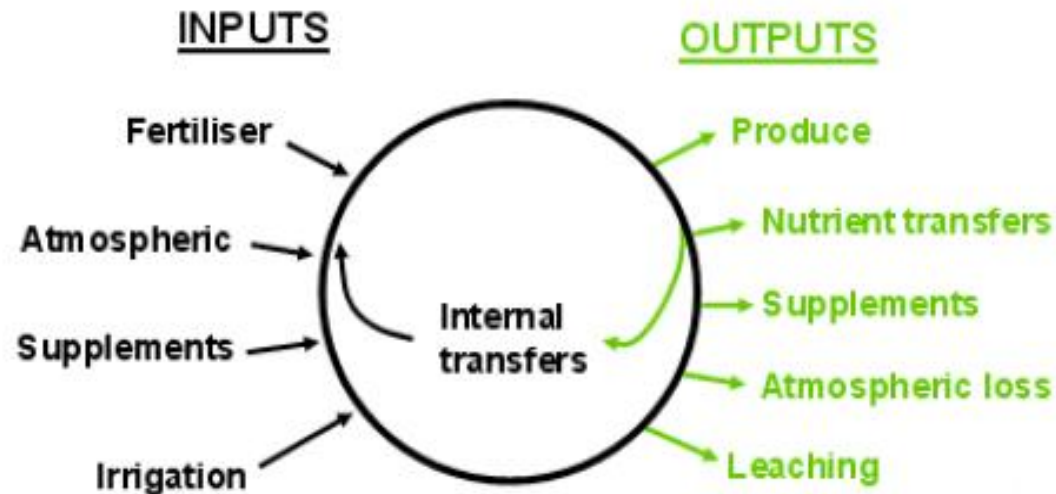 INPUTS
Fertiliser
Atmospheric
Supplements
Irrigation
Internal
transfers
OUTPUTS
Produce
Nutrient transfers
Supplements
Atmospheric loss
Leaching